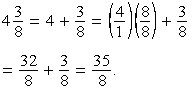 4 3/8 = 4 + 3/8 = (4/1)(8/8) + 3/8
= 32/8 + 3/8 = 35/8.